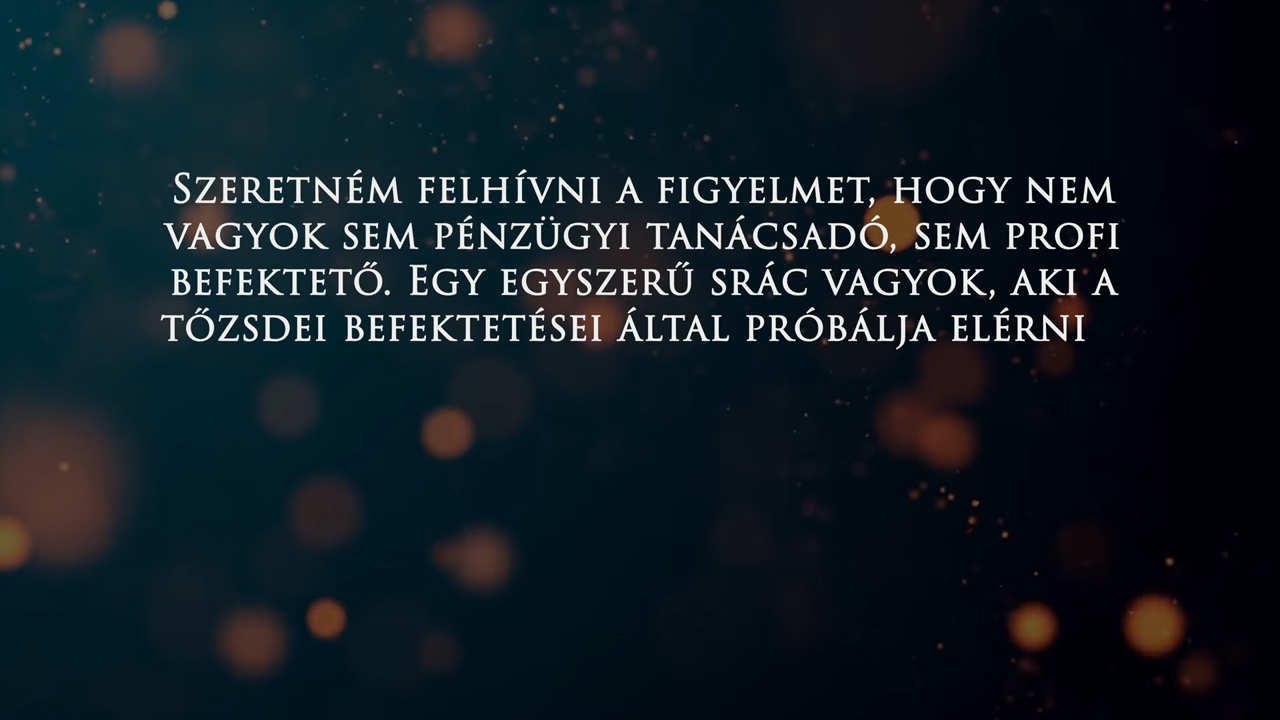 Szeretném felhívni a figyelmet, hogy nem
vagyok sem pénzügyi tanácsadó, sem profi
befektető. Egy egyszerű srác vagyok, aki a
tőzsdei befektetései által próbálja elérni